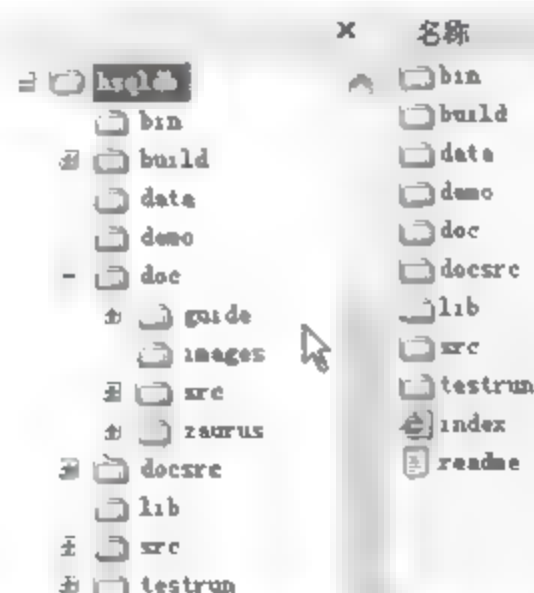 hsqldb
bin
build
data
demo
doc
guide
images
src
zaurus
docsrc
lib
src
testrun
名称
bin
build
data
demo
doc
docsrc
lib
src
testrun
index
readme